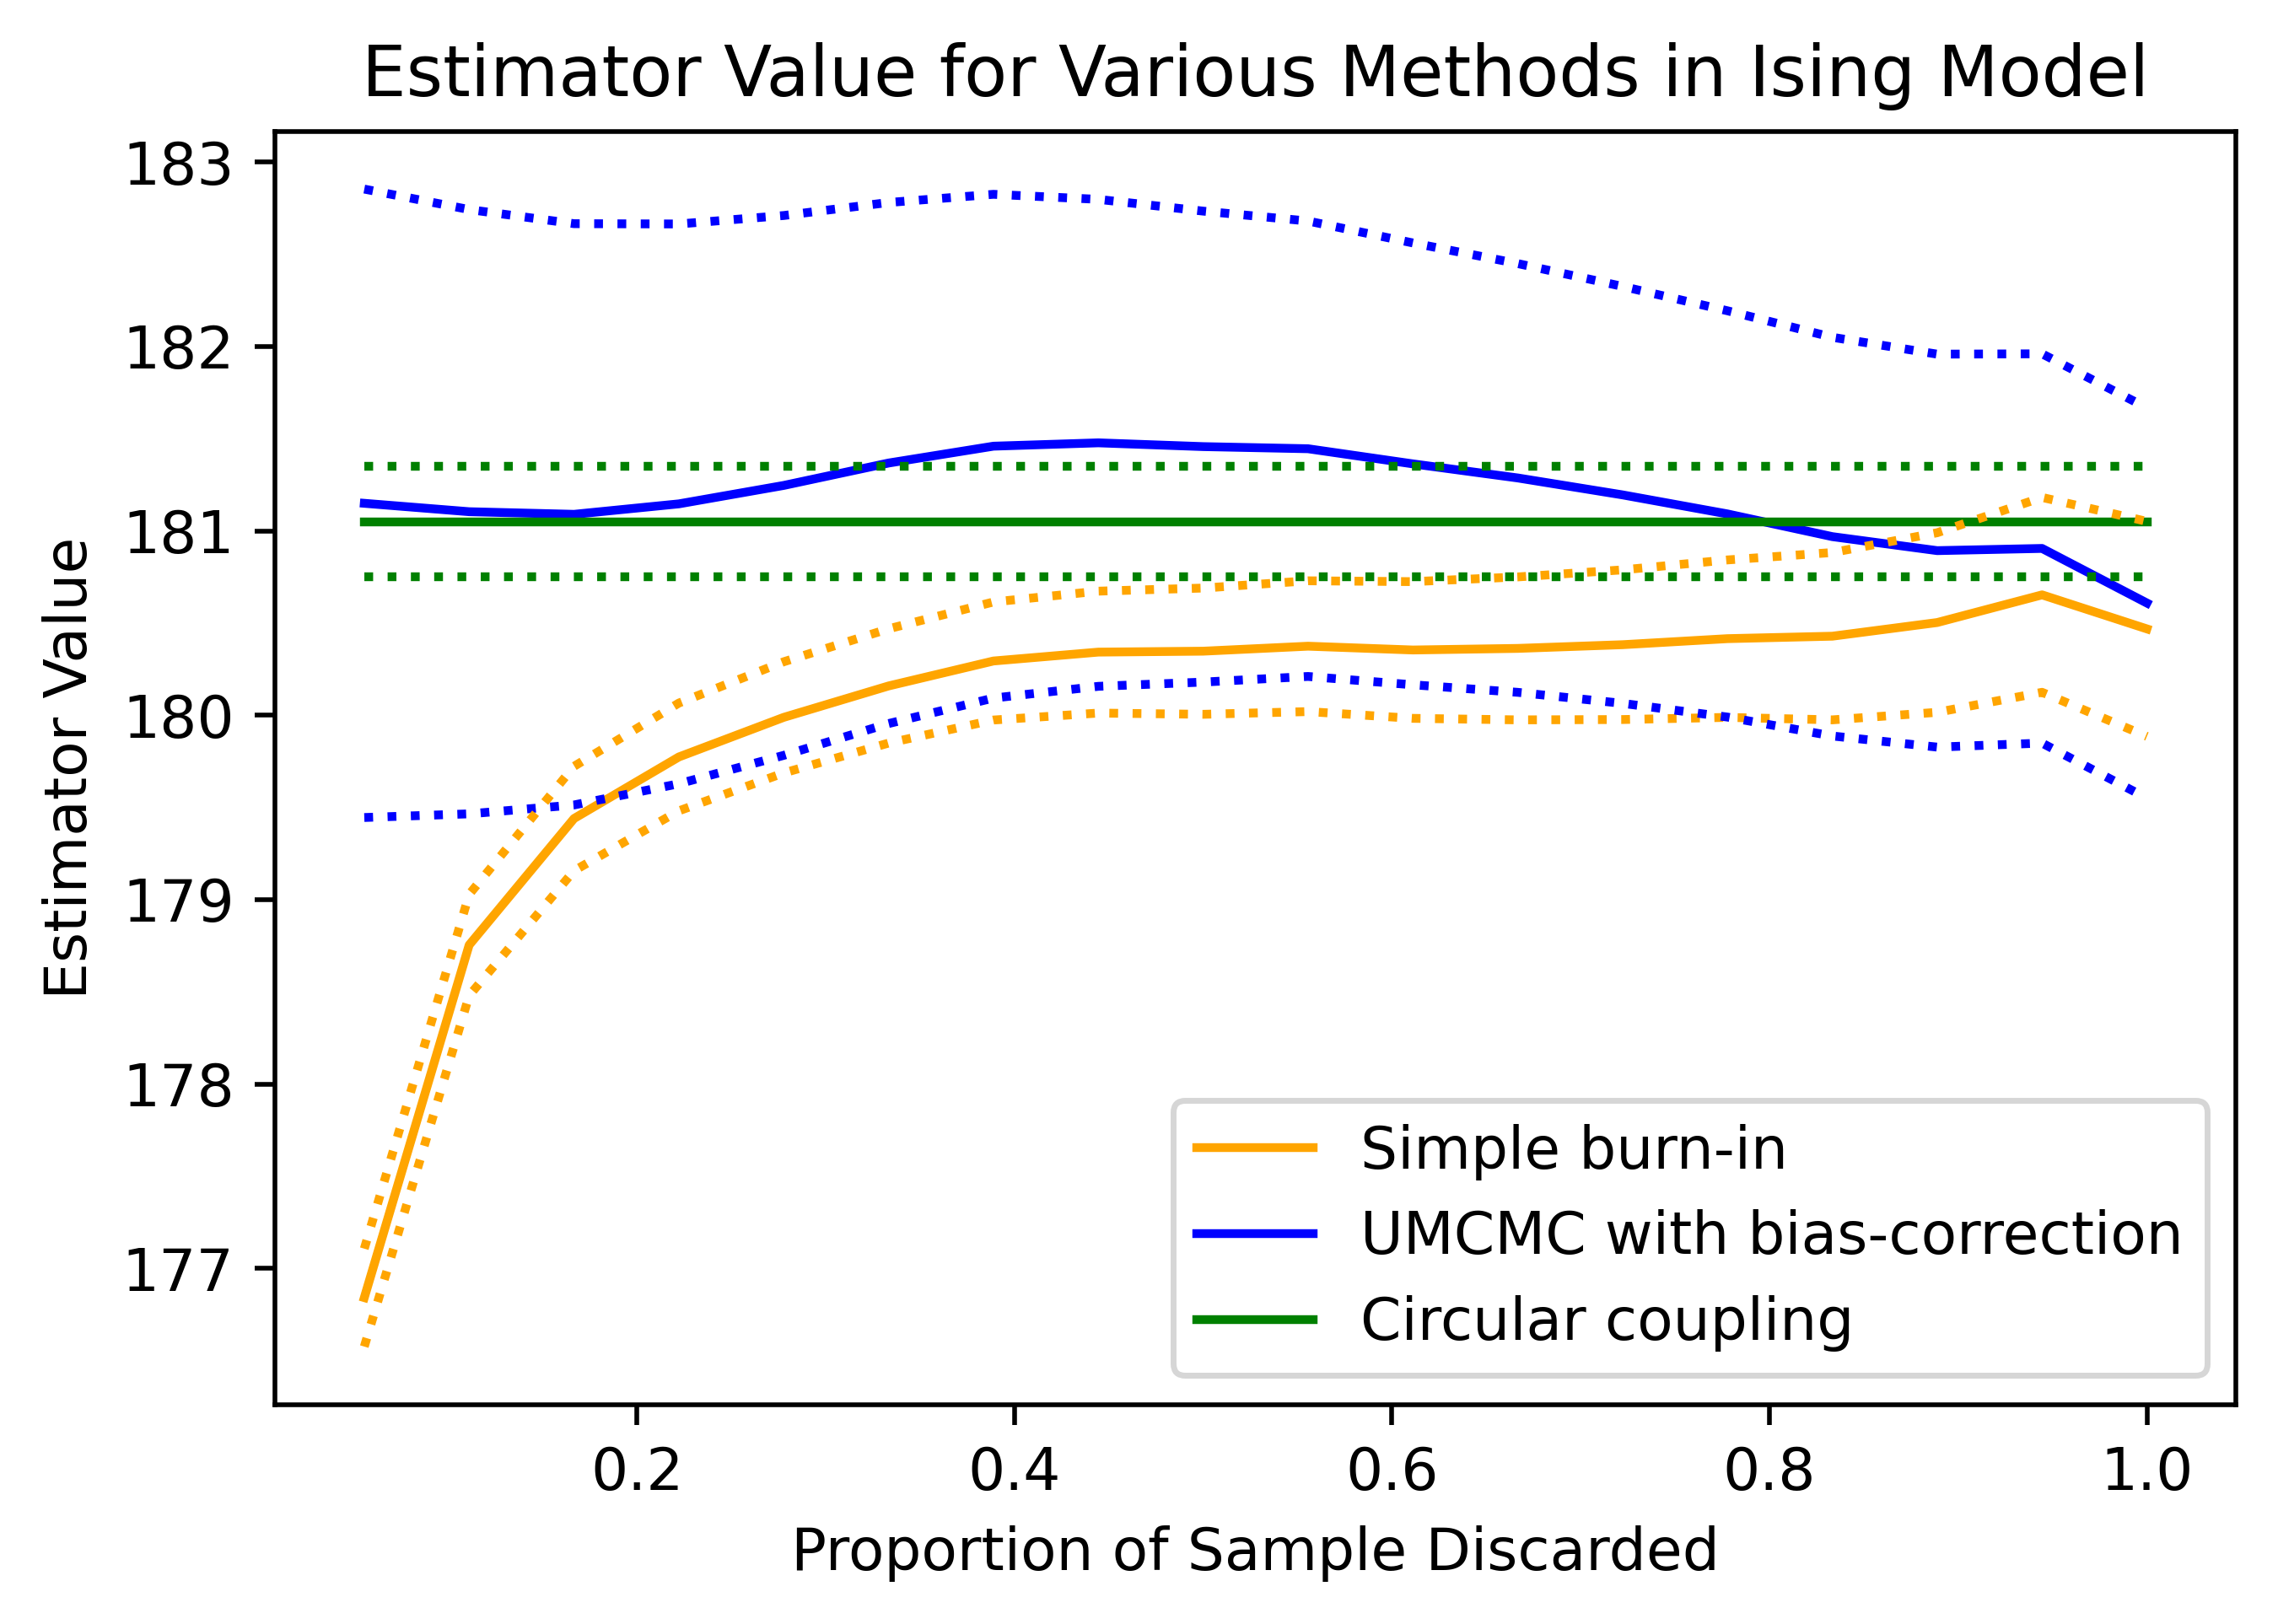 Estimator Value for Various Methods in Ising Model
183
182
181
180
179
178
177
Estimator Value
Simple burn-in
UMCMC with bias-correction
Circular coupling
0.2 0.4 0.6 0.8 1.0
Proportion of Sample Discarded